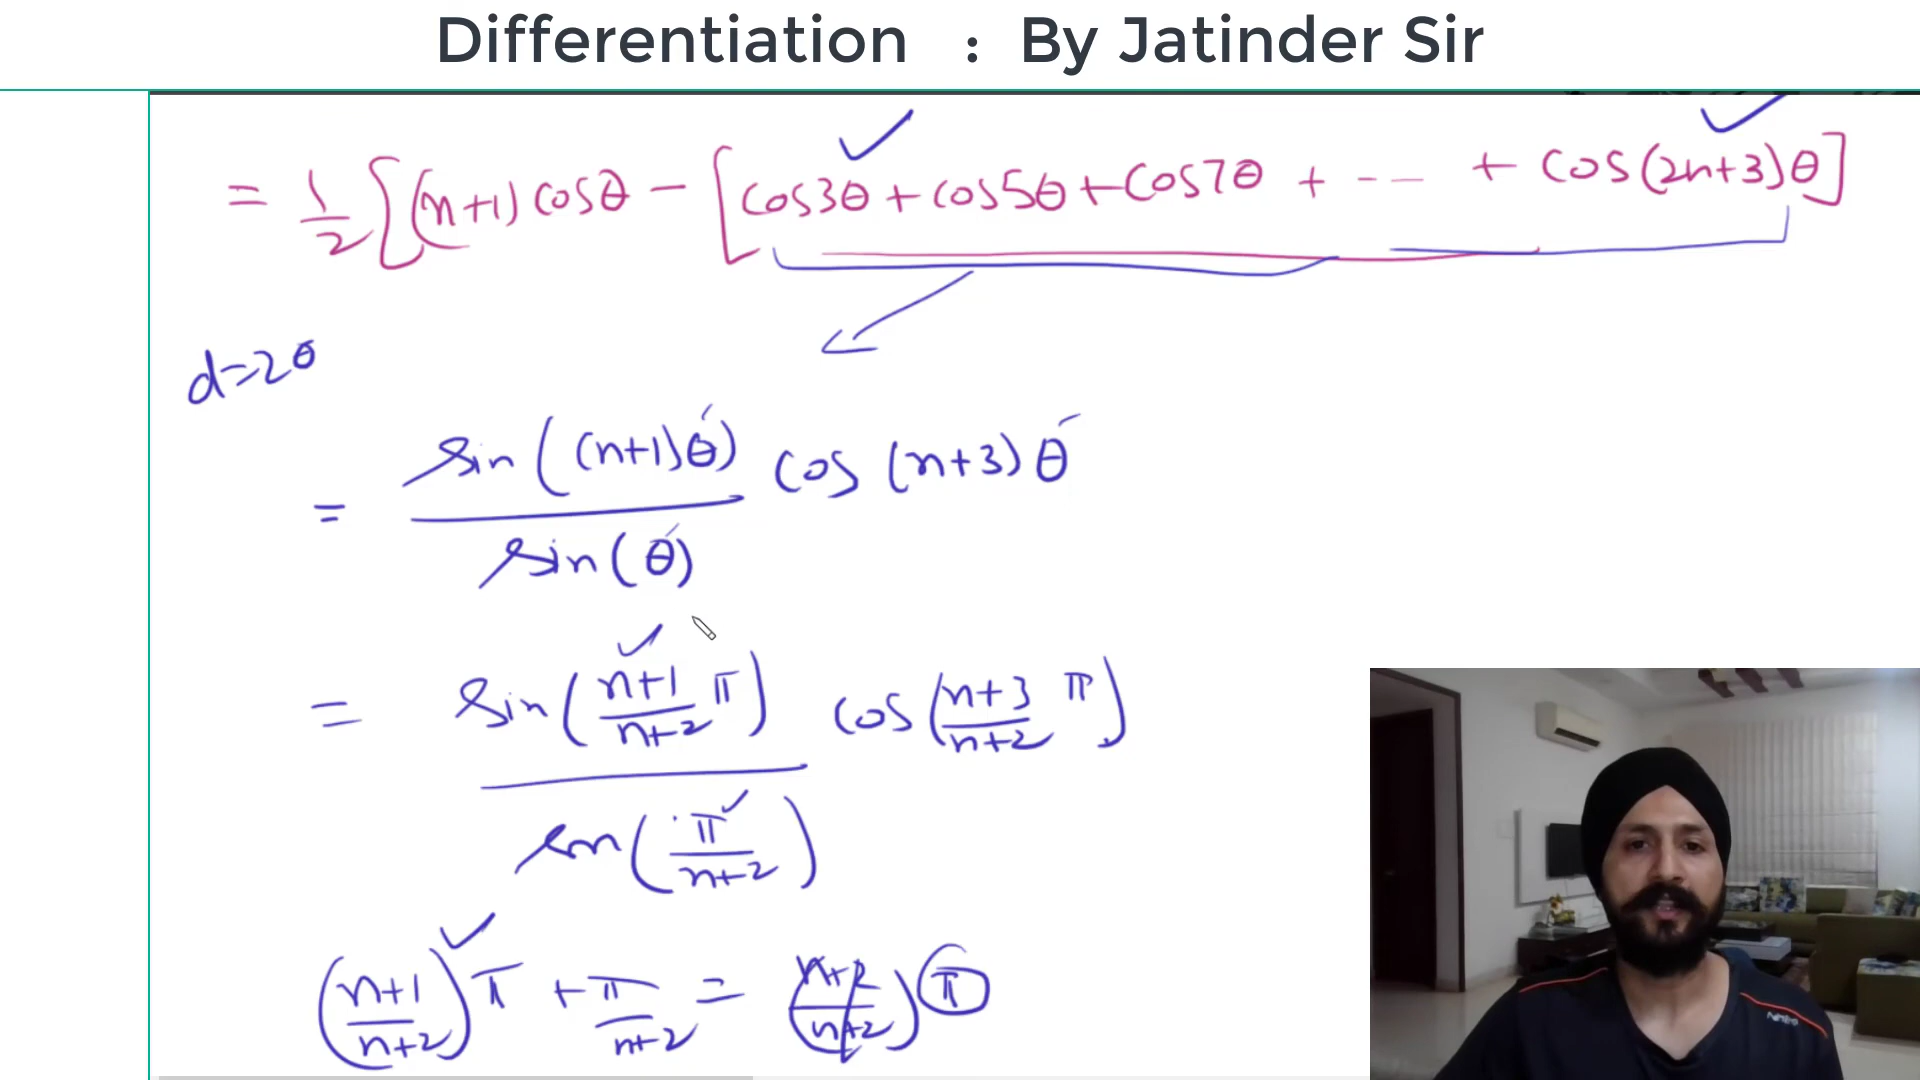 Differentiation : By Jatinder Sir
= 1/2 [(n+1) cosθ − [cos3θ + cos5θ + cos7θ + --- + cos(2n+3)θ]
d=2θ
= sin((n+1)θ) / sin(θ) cos(n+3)θ
= sin(n+1/n+2 π) / sin(π/n+2) cos(n+3/n+2 π)
(n+1/n+2)π + π/n+2 = (n+2/n+2)π